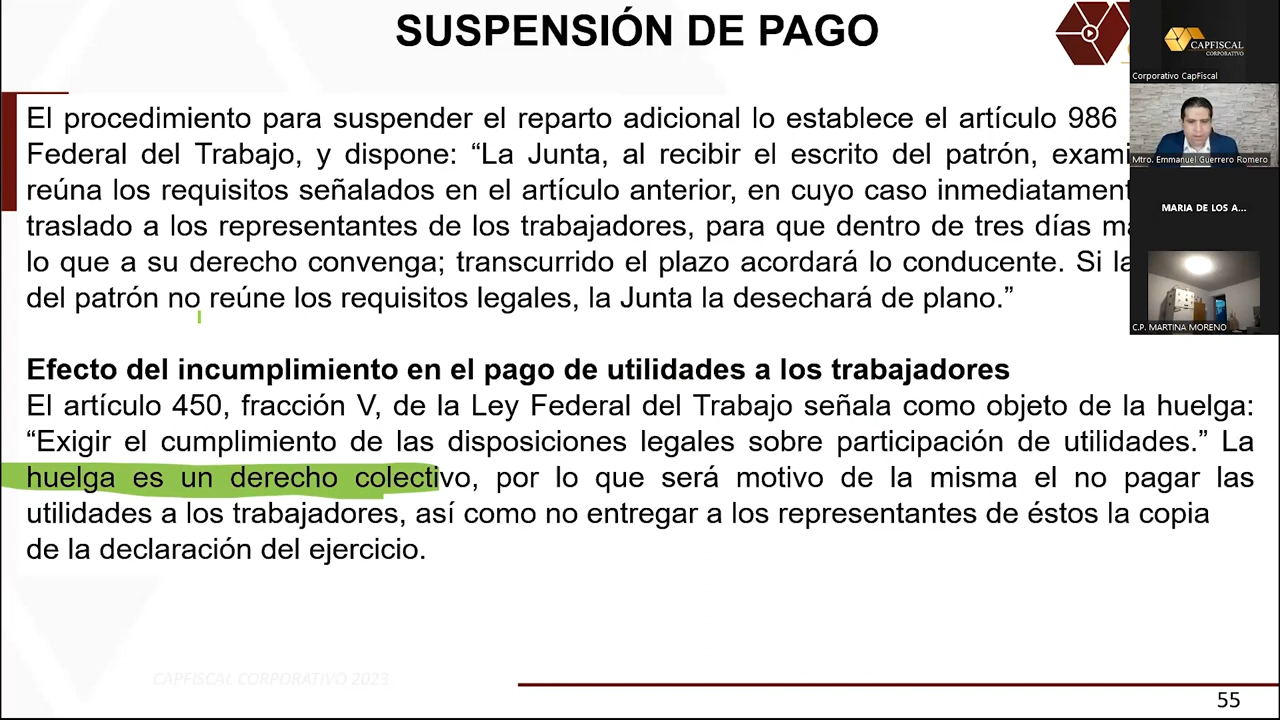 SUSPENSIÓN DE PAGO
CAPFISCAL
CORPORATIVO
Corporativo CapFiscal
El procedimiento para suspender el reparto adicional lo establece el artículo 986
Federal del Trabajo, y dispone: “La Junta, al recibir el escrito del patrón, exami
reúna los requisitos señalados en el artículo anterior, en cuyo caso inmediatament
traslado a los representantes de los trabajadores, para que dentro de tres días ma
lo que a su derecho convenga; transcurrido el plazo acordará lo conducente. Si la
del patrón no reúne los requisitos legales, la Junta la desechará de plano.”
Mtro. Emmanuel Guerrero Romero
MARIA DE LOS A...
C.P. MARTINA MORENO
Efecto del incumplimiento en el pago de utilidades a los trabajadores
El artículo 450, fracción V, de la Ley Federal del Trabajo señala como objeto de la huelga:
“Exigir el cumplimiento de las disposiciones legales sobre participación de utilidades.” La
huelga es un derecho colectivo, por lo que será motivo de la misma el no pagar las
utilidades a los trabajadores, así como no entregar a los representantes de éstos la copia
de la declaración del ejercicio.
CAPFISCAL CORPORATIVO 2023
55